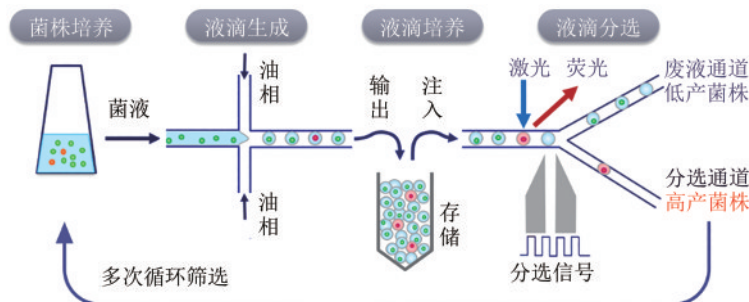 菌株培养
液滴生成
液滴培养
液滴分选
油相
菌液
输出
注入
激光
荧光
废液通道
低产菌株
油相
存储
分选通道
高产菌株
分选信号
多次循环筛选